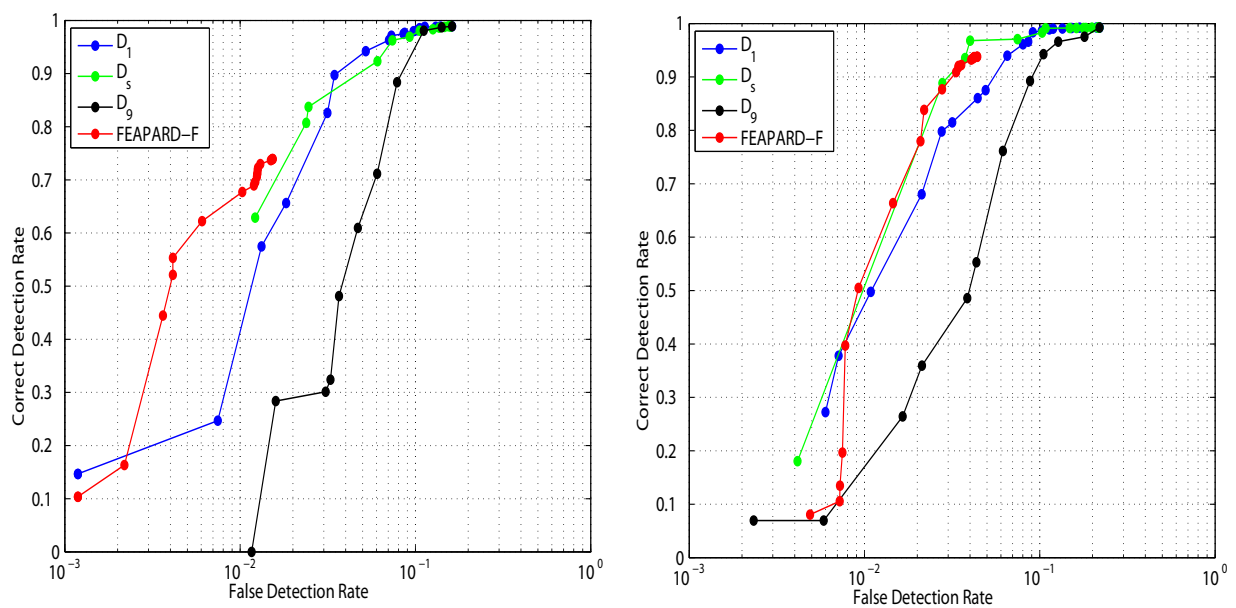 D₁
Dₛ
D₉
FEAPARD−F
1
0.9
0.8
0.7
0.6
0.5
0.4
0.3
0.2
0.1
0
Correct Detection Rate
10⁻³
10⁻²
10⁻¹
10⁰
False Detection Rate
D₁
Dₛ
D₉
FEAPARD−F
1
0.9
0.8
0.7
0.6
0.5
0.4
0.3
0.2
0.1
0
Correct Detection Rate
10⁻³
10⁻²
10⁻¹
10⁰
False Detection Rate